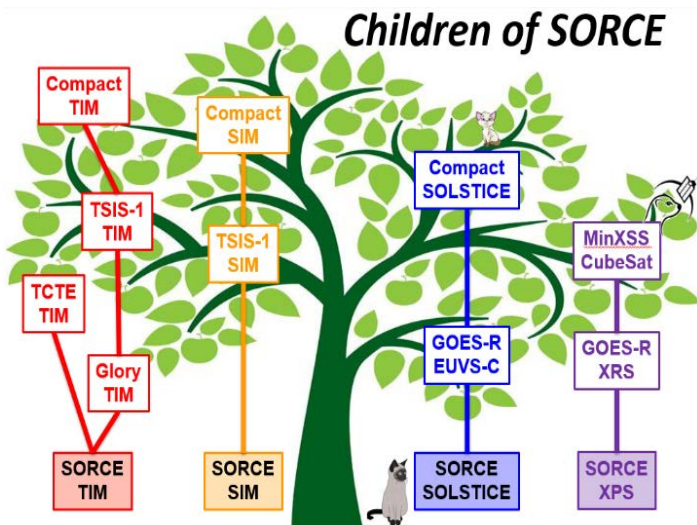 Children of SORCE
Compact
TIM
Compact
SIM
Compact
SOLSTICE
TSIS-1
TIM
TSIS-1
SIM
MinXSS
CubeSat
TCTE
TIM
Glory
TIM
GOES-R
EUVS-C
GOES-R
XRS
SORCE
TIM
SORCE
SIM
SORCE
SOLSTICE
SORCE
XPS